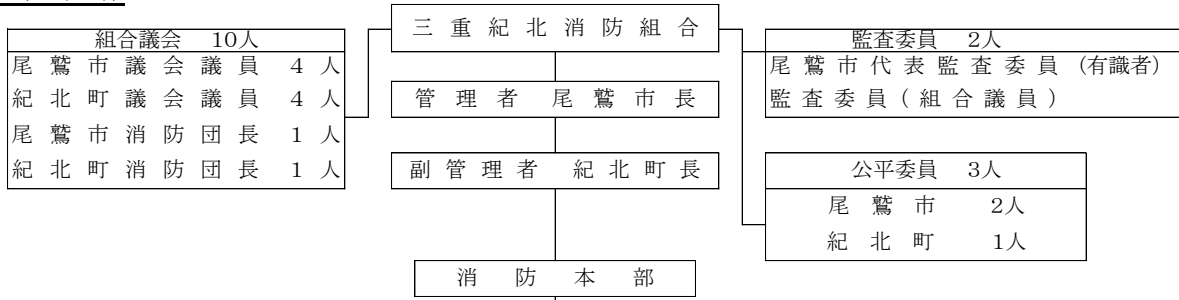 三重紀北消防組合
組合議会 10人
尾鷲市議会議員 4人
紀北町議会議員 4人
尾鷲市消防団長 1人
紀北町消防団長 1人
管理者 尾鷲市長
副管理者 紀北町長
消防本部
監査委員 2人
尾鷲市代表監査委員 (有識者)
監査委員(組合議員)
公平委員 3人
尾鷲市 2人
紀北町 1人